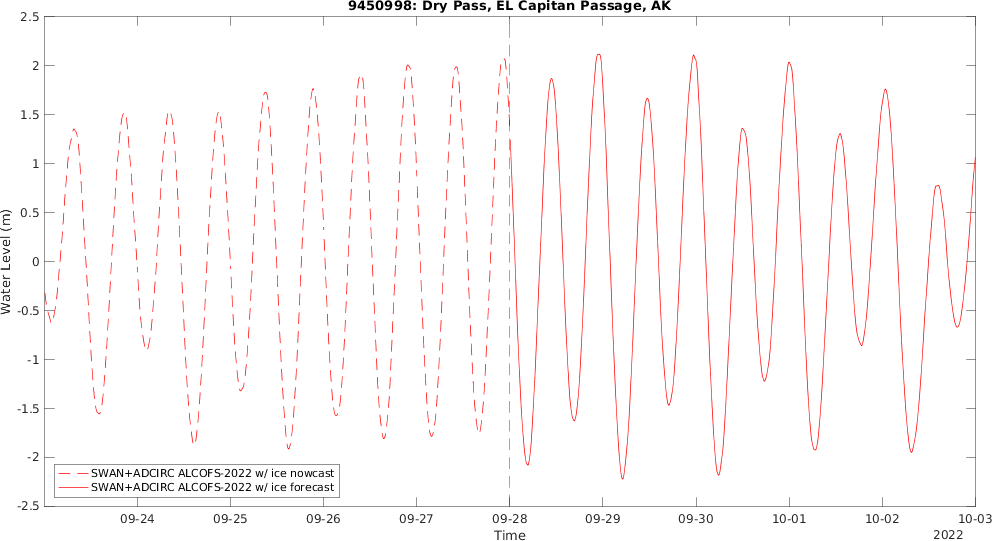 9450998: Dry Pass, EL Capitan Passage, AK
2.5
2
1.5
1
0.5
0
-0.5
-1
-1.5
-2
-2.5
Water Level (m)
SWAN+ADCIRC ALCOFS-2022 w/ ice nowcast
SWAN+ADCIRC ALCOFS-2022 w/ ice forecast
09-24 09-25 09-26 09-27 09-28 09-29 09-30 10-01 10-02 10-03
Time
2022